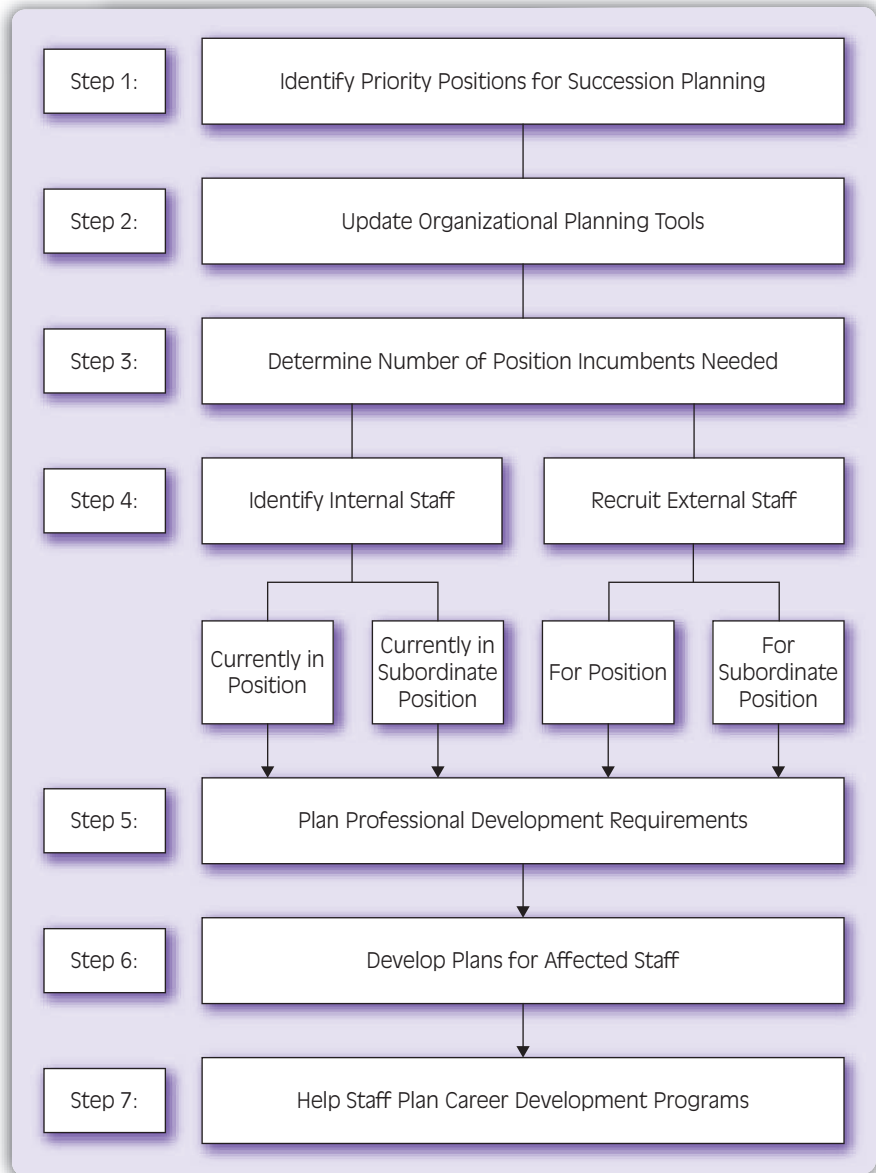 Step 1:
Identify Priority Positions for Succession Planning
Step 2:
Update Organizational Planning Tools
Step 3:
Determine Number of Position Incumbents Needed
Step 4:
Identify Internal Staff
Recruit External Staff
Currently in
Position
Currently in
Subordinate
Position
For Position
For
Subordinate
Position
Step 5:
Plan Professional Development Requirements
Step 6:
Develop Plans for Affected Staff
Step 7:
Help Staff Plan Career Development Programs